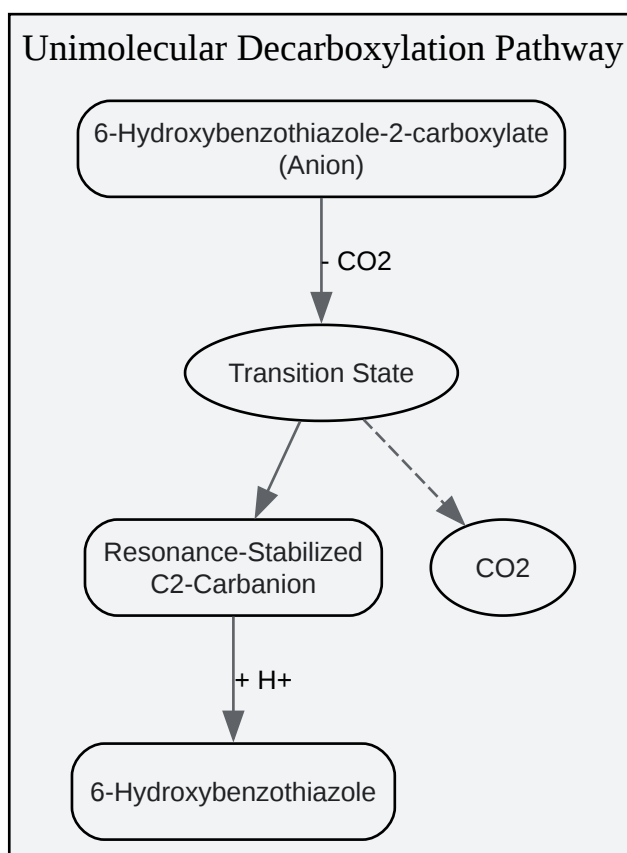 Unimolecular Decarboxylation Pathway
6-Hydroxybenzothiazole-2-carboxylate
(Anion)
- CO2
Transition State
Resonance-Stabilized
C2-Carbanion
CO2
+ H+
6-Hydroxybenzothiazole